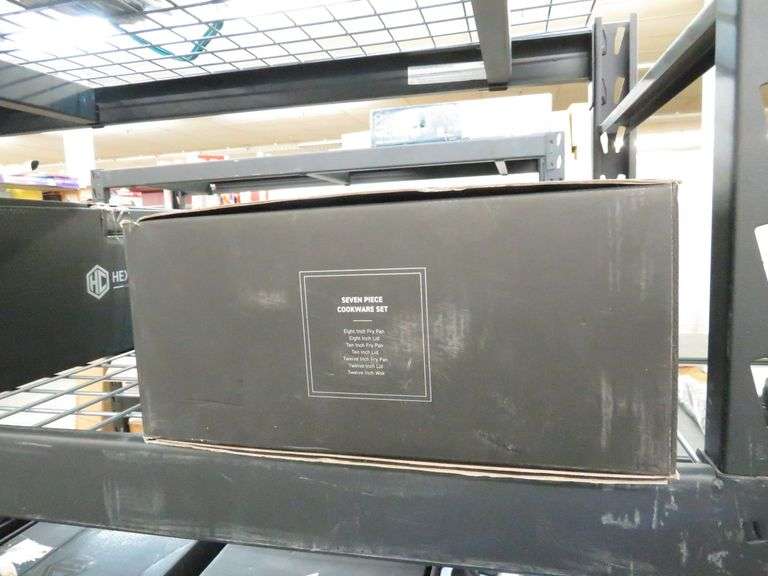 HC HEX
SEVEN PIECE
COOKWARE SET
Eight Inch Fry Pan
Eight Inch Lid
Ten Inch Fry Pan
Ten Inch Lid
Twelve Inch Fry Pan
Twelve Inch Lid
Twelve Inch Wok